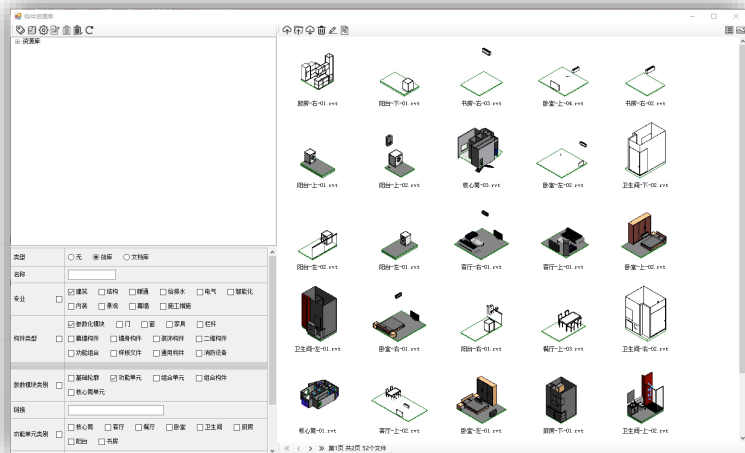 构件资源库
资源库
厨房-右-01.rvt
阳台-下-01.rvt
书房-右-03.rvt
卧室-上-04.rvt
书房-右-02.rvt
阳台-上-01.rvt
阳台-上-02.rvt
核心筒-03.rvt
卧室-左-02.rvt
卫生间-下-02.rvt
阳台-左-02.rvt
阳台-左-01.rvt
客厅-右-01.rvt
客厅-上-01.rvt
卧室-上-02.rvt
卫生间-左-01.rvt
卧室-右-01.rvt
阳台-右-01.rvt
餐厅-上-03.rvt
卫生间-右-02.rvt
核心筒-01.rvt
客厅-上-02.rvt
卧室-左-01.rvt
厨房-下-01.rvt
卫生间-上-02.rvt
类型 无 族库 文档库
名称
专业 建筑 结构 暖通 给排水 电气 智能化
内装 景观 幕墙 施工措施
构件类型 参数化模块 门 窗 家具 栏杆
幕墙构件 墙身构件 装饰构件 二维构件
功能组合 样板文件 通用构件 消防设备
参数模块类别 基础轮廓 功能单元 组合单元 组合构件
核心筒单元
链接
功能单元类别 核心筒 客厅 餐厅 卧室 卫生间 厨房
阳台 书房
第1页 共2页 52个文件